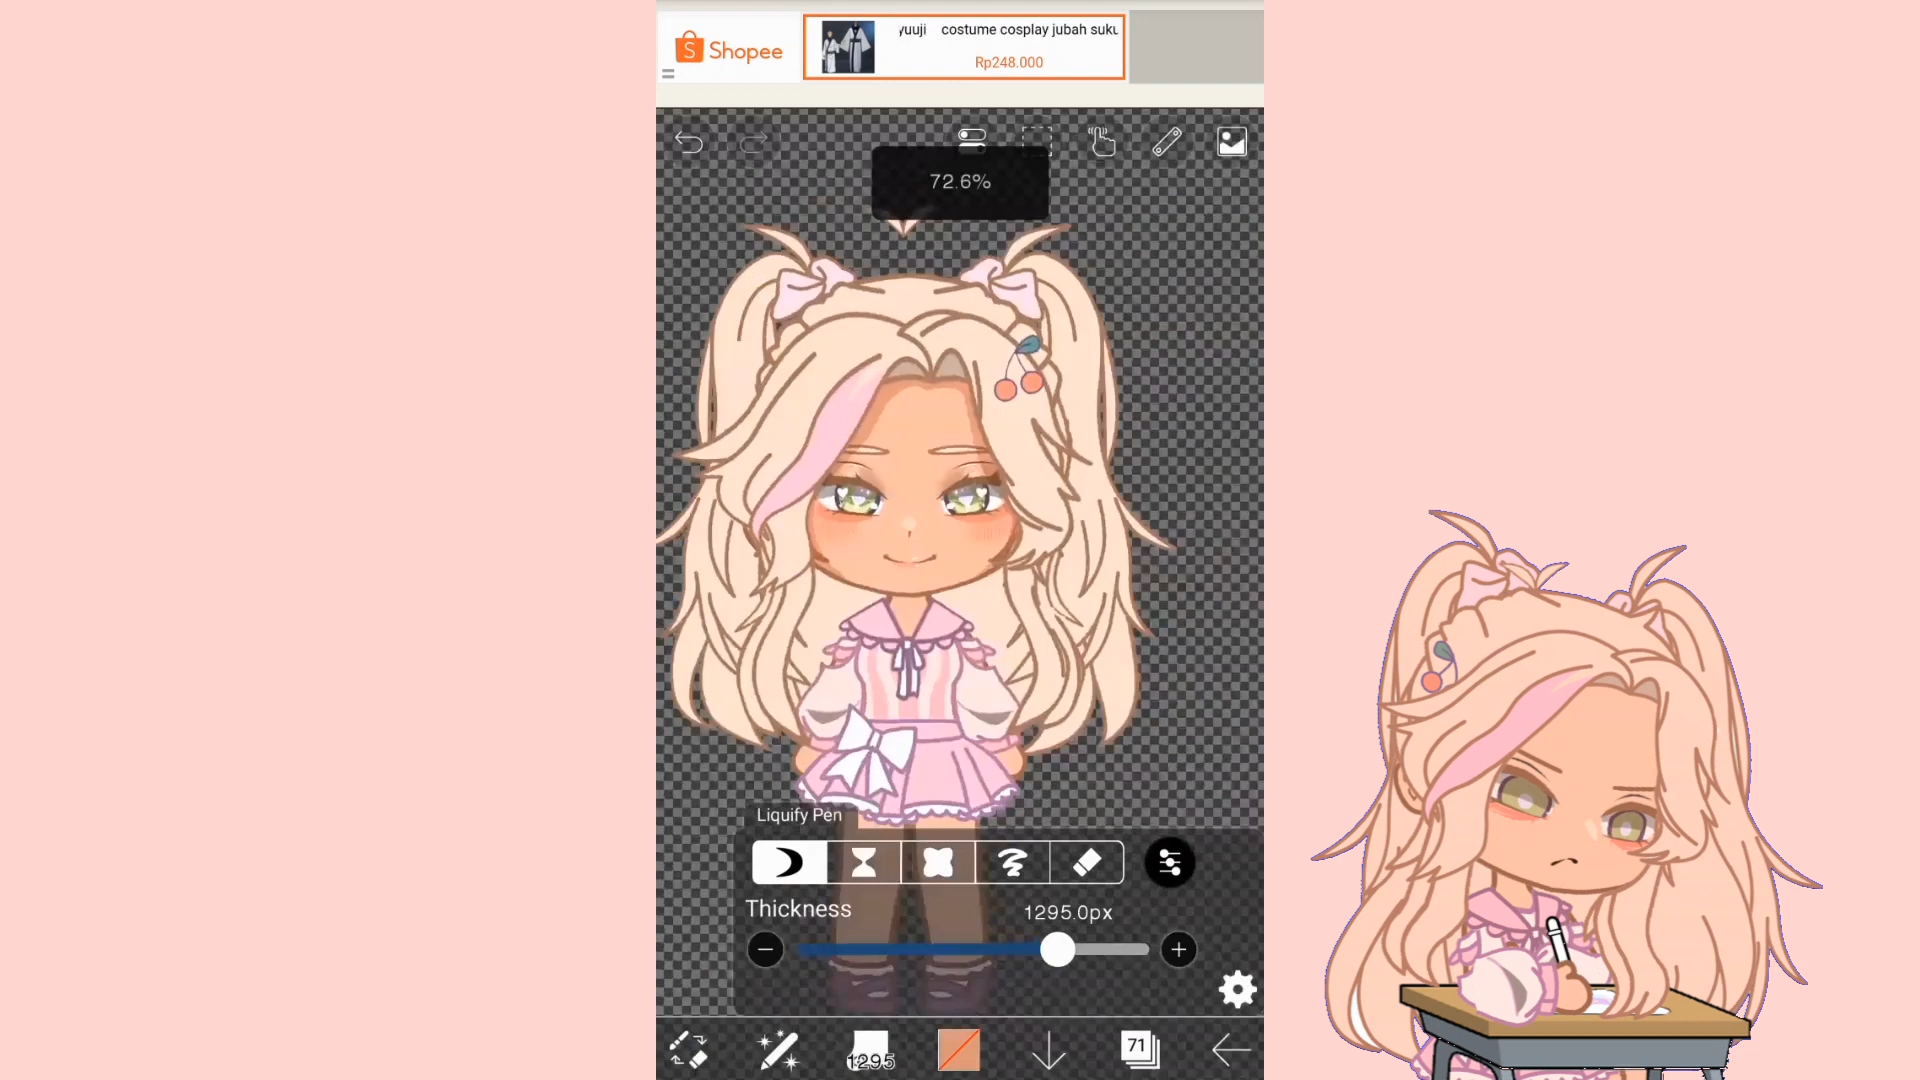 Shopee
yuuji costume cosplay jubah suku
Rp248.000
72.6%
Liquify Pen
Thickness
1295.0px
1295
71